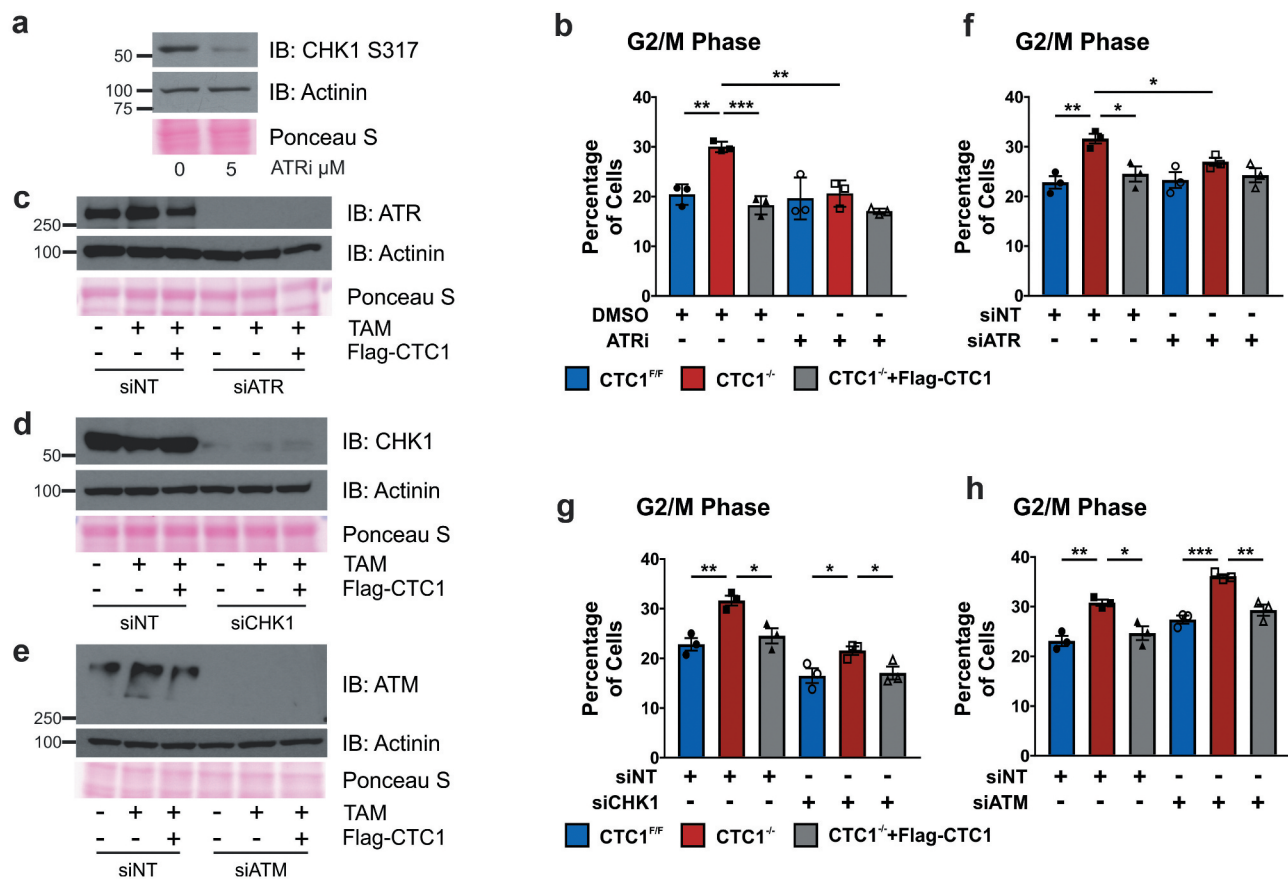 a
IB: CHK1 S317
50
IB: Actinin
100
75
Ponceau S
0 5 ATRi µM
c
IB: ATR
250
IB: Actinin
100
Ponceau S
- + + - + + TAM
- - + - - + Flag-CTC1
siNT siATR
d
IB: CHK1
50
IB: Actinin
100
Ponceau S
- + + - + + TAM
- - + - - + Flag-CTC1
siNT siCHK1
e
IB: ATM
250
IB: Actinin
100
Ponceau S
- + + - + + TAM
- - + - - + Flag-CTC1
siNT siATM
b
G2/M Phase
Percentage
of Cells
40
30
20
10
0
**
** ***
DMSO + + + - - -
ATRi - - - + + +
f
G2/M Phase
Percentage
of Cells
40
30
20
10
0
*
** *
siNT + + + - - -
siATR - - - + + +
CTC1F/F CTC1-/- CTC1-/-+Flag-CTC1
g
G2/M Phase
Percentage
of Cells
40
30
20
10
0
** * * *
siNT + + + - - -
siCHK1 - - - + + +
h
G2/M Phase
Percentage
of Cells
40
30
20
10
0
** * *** **
siNT + + + - - -
siATM - - - + + +
CTC1F/F CTC1-/- CTC1-/-+Flag-CTC1